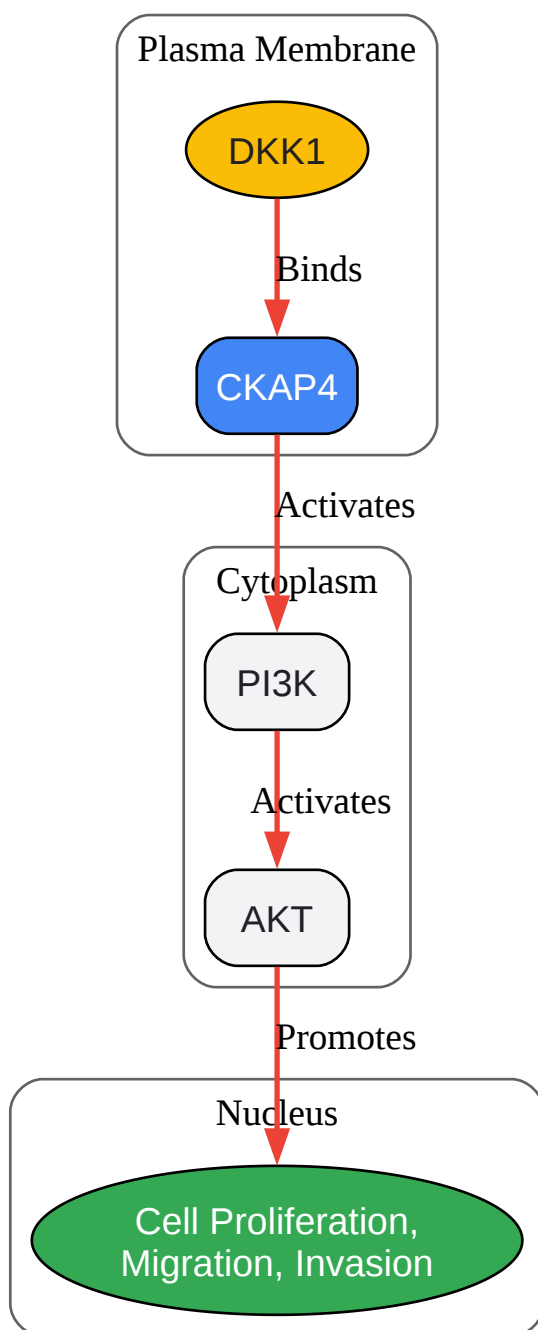 Plasma Membrane
DKK1
Binds
CKAP4
Activates
Cytoplasm
PI3K
Activates
AKT
Promotes
Nucleus
Cell Proliferation,
Migration, Invasion